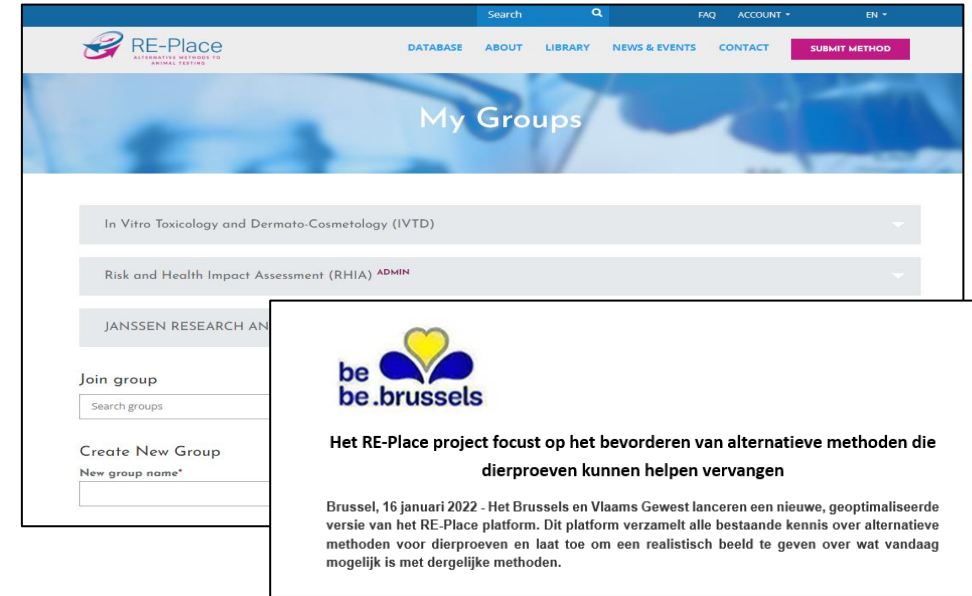 Search
FAQ ACCOUNT EN
RE-Place
ALTERNATIVE METHODS TO
ANIMAL TESTING
DATABASE ABOUT LIBRARY NEWS & EVENTS CONTACT SUBMIT METHOD
My Groups
In Vitro Toxicology and Dermato-Cosmetology (IVTD)
Risk and Health Impact Assessment (RHIA) ADMIN
JANSSEN RESEARCH AN
Join group
Search groups
Create New Group
New group name*
be
be.brussels
Het RE-Place project focust op het bevorderen van alternatieve methoden die
dierproeven kunnen helpen vervangen
Brussel, 16 januari 2022 - Het Brussels en Vlaams Gewest lanceren een nieuwe, geoptimaliseerde
versie van het RE-Place platform. Dit platform verzamelt alle bestaande kennis over alternatieve
methoden voor dierproeven en laat toe om een realistisch beeld te geven over wat vandaag
mogelijk is met dergelijke methoden.